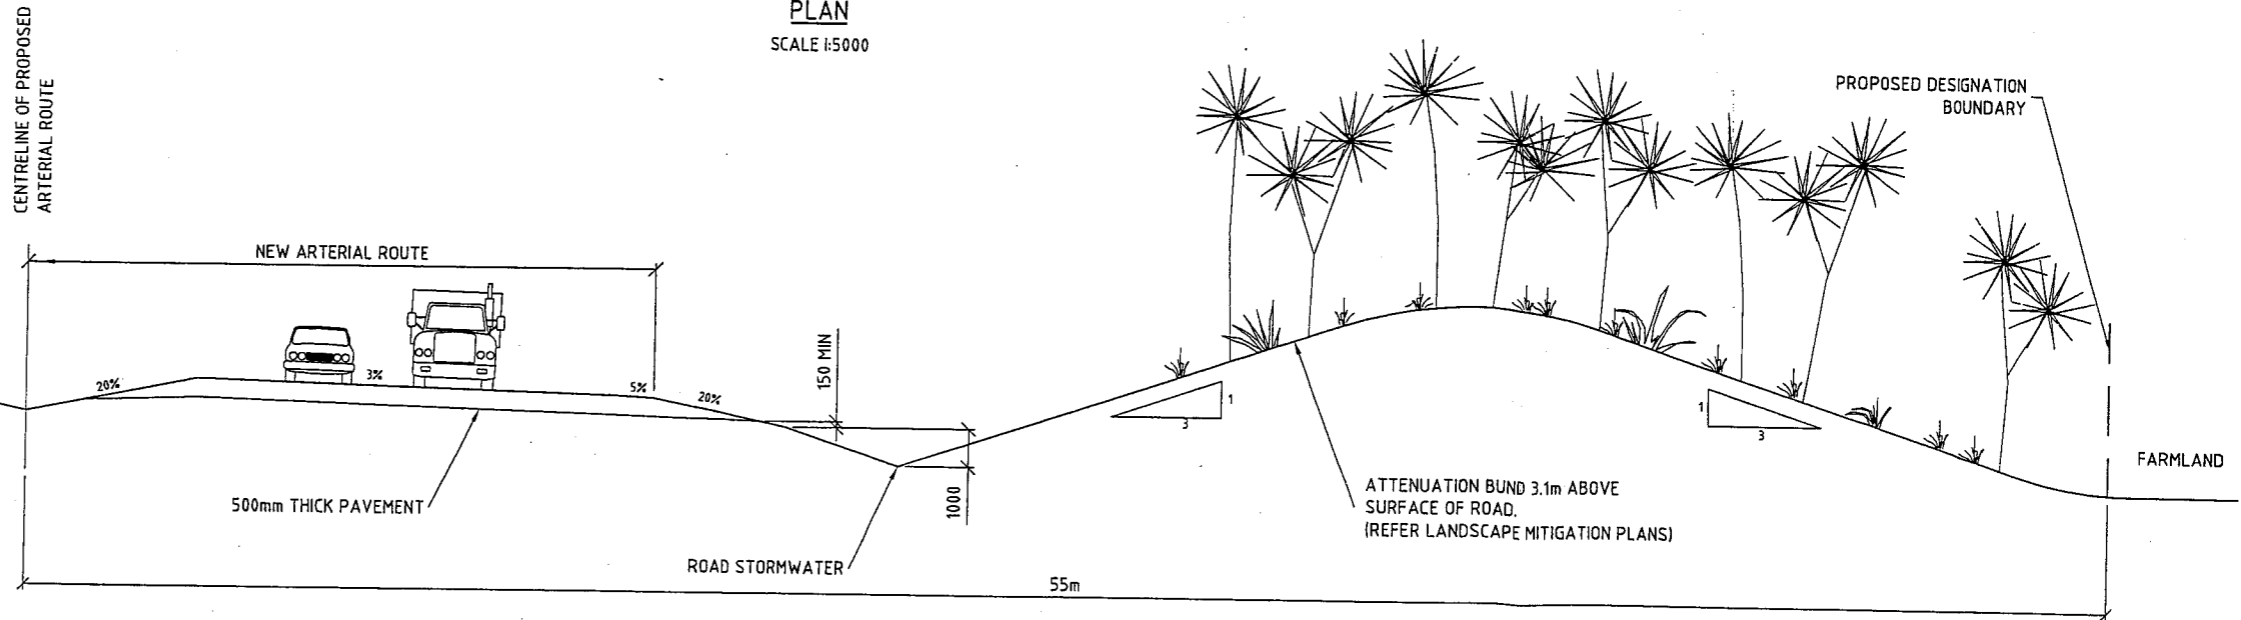 PLAN
SCALE 1:5000
CENTRELINE OF PROPOSED
ARTERIAL ROUTE
PROPOSED DESIGNATION
BOUNDARY
NEW ARTERIAL ROUTE
150 MIN
20%
3%
5%
20%
1
3
1
3
FARMLAND
500mm THICK PAVEMENT
1000
ATTENUATION BUND 3.1m ABOVE
SURFACE OF ROAD.
(REFER LANDSCAPE MITIGATION PLANS)
ROAD STORMWATER
55m